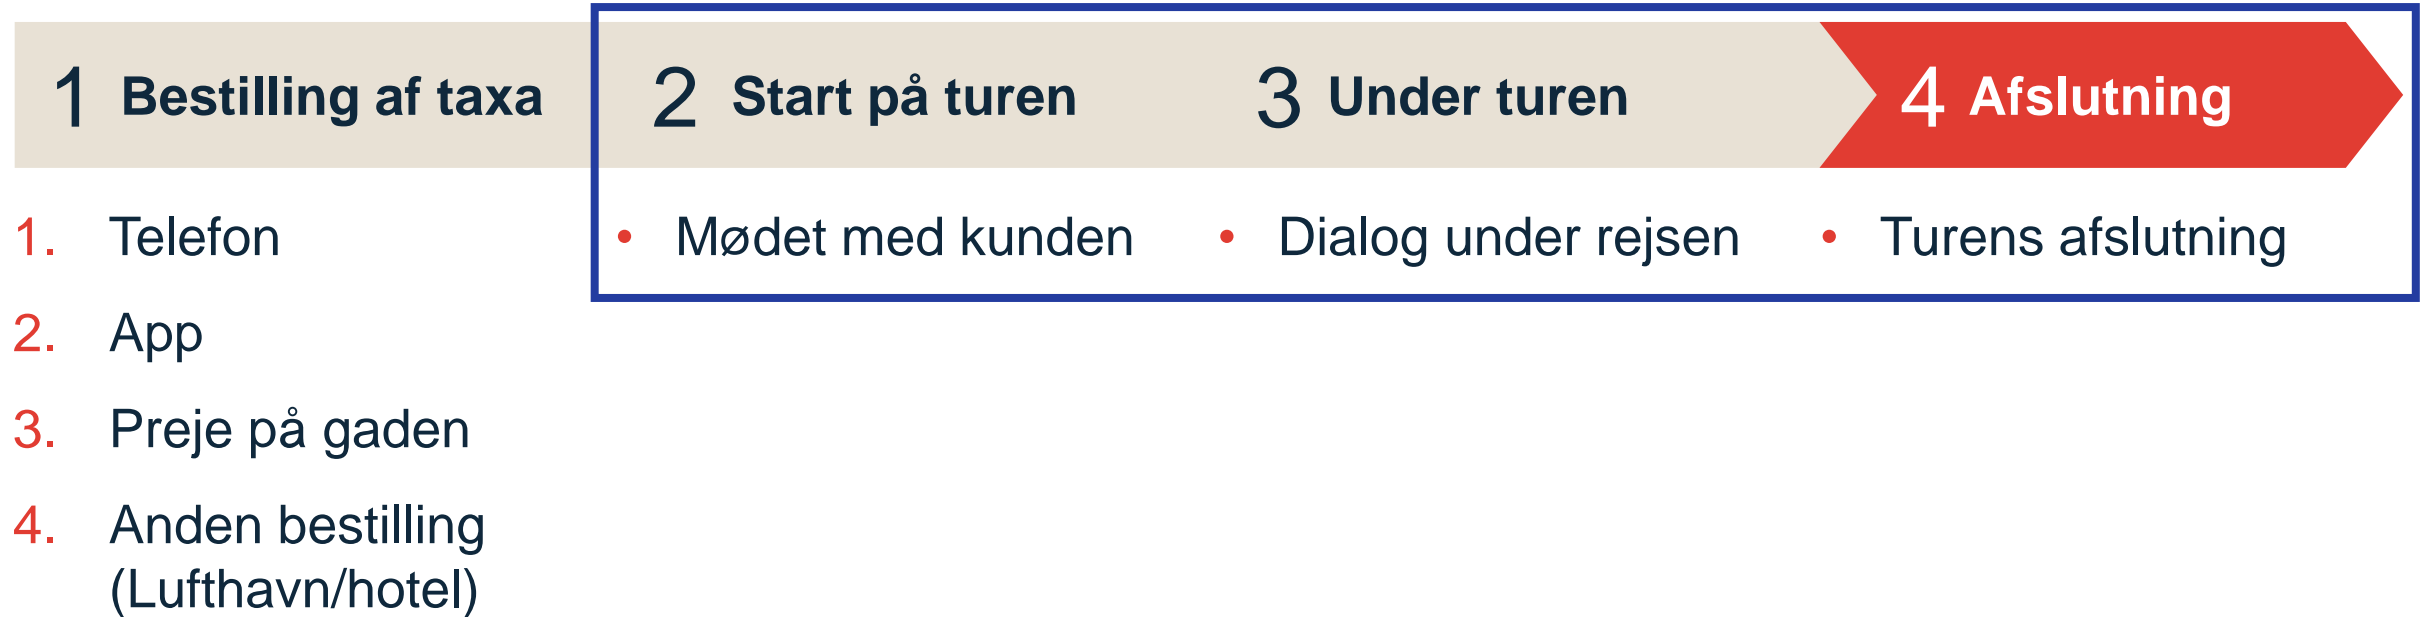 1 Bestilling af taxa
2 Start på turen
3 Under turen
4 Afslutning
1. Telefon
2. App
3. Preje på gaden
4. Anden bestilling
(Lufthavn/hotel)
• Mødet med kunden
• Dialog under rejsen
• Turens afslutning